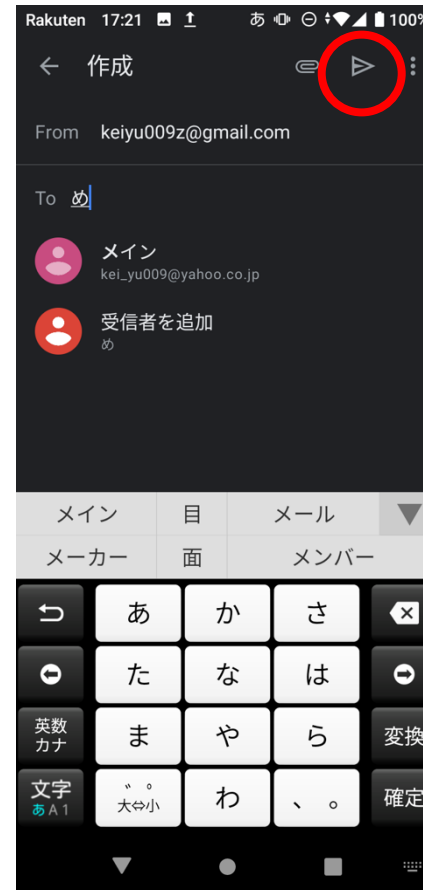 Rakuten 17:21 あ 100%
作成
From keiyu009z@gmail.com
To め
メイン
kei_yu009@yahoo.co.jp
受信者を追加
め
メイン 目 メール
メーカー 面 メンバー
あ か さ
た な は
英数カナ ま や ら 変換
文字あA1 ゛゜大⇔小 わ 、。 確定